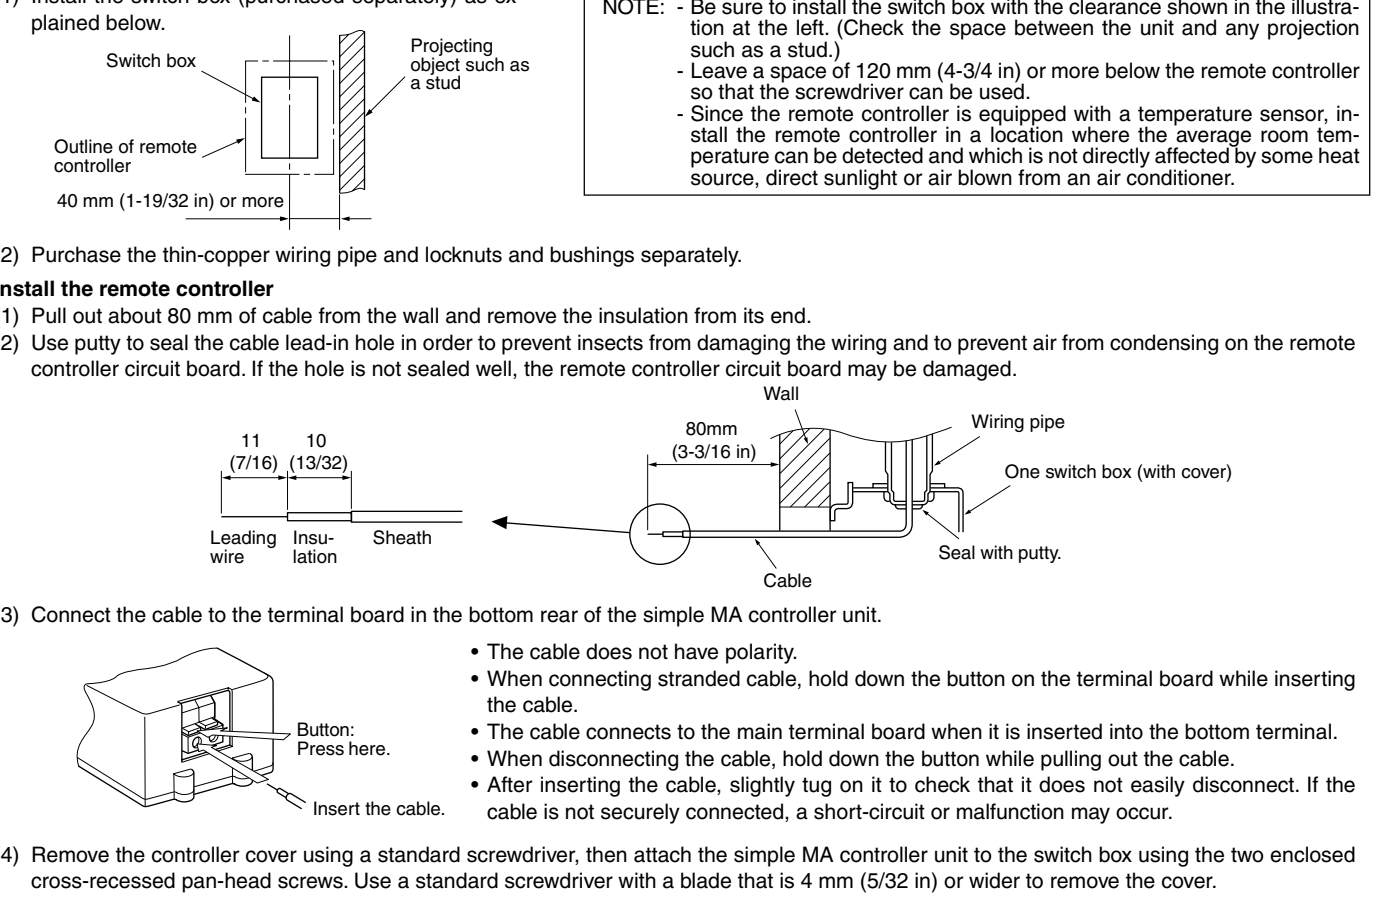 1) Install the switch box (purchased separately) as ex-
plained below.
Switch box
Projecting
object such as
a stud
Outline of remote
controller
40 mm (1-19/32 in) or more
NOTE: - Be sure to install the switch box with the clearance shown in the illustra-
tion at the left. (Check the space between the unit and any projection
such as a stud.)
- Leave a space of 120 mm (4-3/4 in) or more below the remote controller
so that the screwdriver can be used.
- Since the remote controller is equipped with a temperature sensor, in-
stall the remote controller in a location where the average room tem-
perature can be detected and which is not directly affected by some heat
source, direct sunlight or air blown from an air conditioner.
2) Purchase the thin-copper wiring pipe and locknuts and bushings separately.
nstall the remote controller
1) Pull out about 80 mm of cable from the wall and remove the insulation from its end.
2) Use putty to seal the cable lead-in hole in order to prevent insects from damaging the wiring and to prevent air from condensing on the remote
controller circuit board. If the hole is not sealed well, the remote controller circuit board may be damaged.
11
(7/16)
10
(13/32)
Leading
wire
Insu-
lation
Sheath
Wall
80mm
(3-3/16 in)
Wiring pipe
One switch box (with cover)
Seal with putty.
Cable
3) Connect the cable to the terminal board in the bottom rear of the simple MA controller unit.
Button:
Press here.
Insert the cable.
• The cable does not have polarity.
• When connecting stranded cable, hold down the button on the terminal board while inserting
the cable.
• The cable connects to the main terminal board when it is inserted into the bottom terminal.
• When disconnecting the cable, hold down the button while pulling out the cable.
• After inserting the cable, slightly tug on it to check that it does not easily disconnect. If the
cable is not securely connected, a short-circuit or malfunction may occur.
4) Remove the controller cover using a standard screwdriver, then attach the simple MA controller unit to the switch box using the two enclosed
cross-recessed pan-head screws. Use a standard screwdriver with a blade that is 4 mm (5/32 in) or wider to remove the cover.